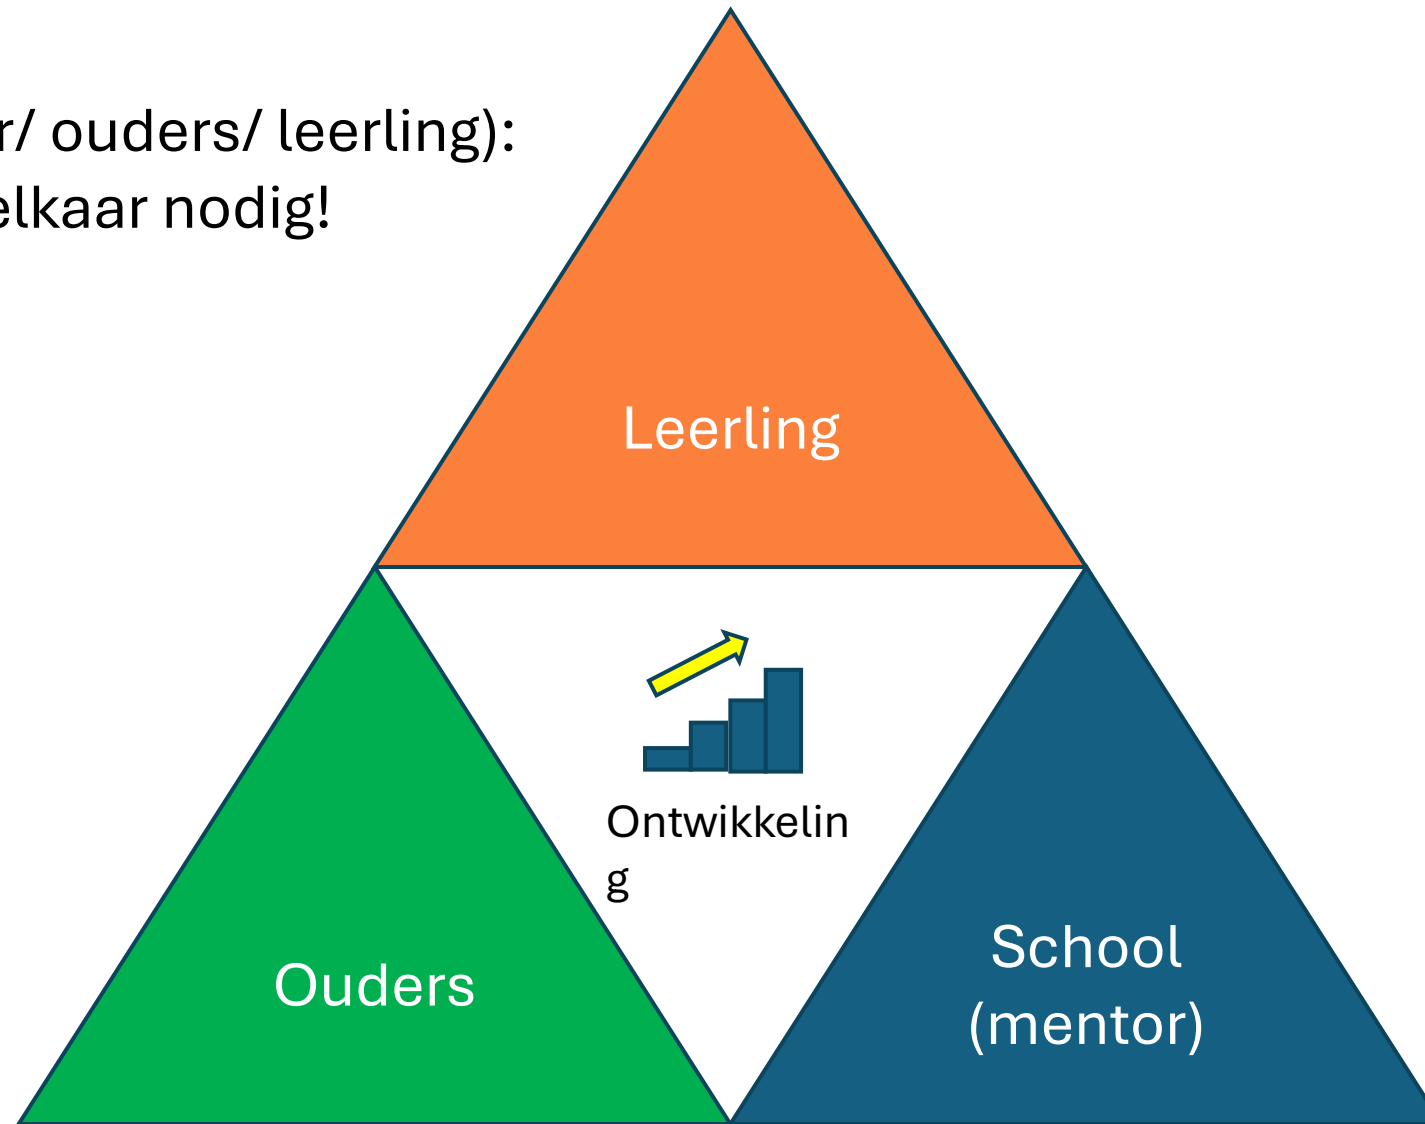 r/ ouders/ leerling):
elkaar nodig!
Leerling
Ontwikkelin
g
Ouders
School
(mentor)